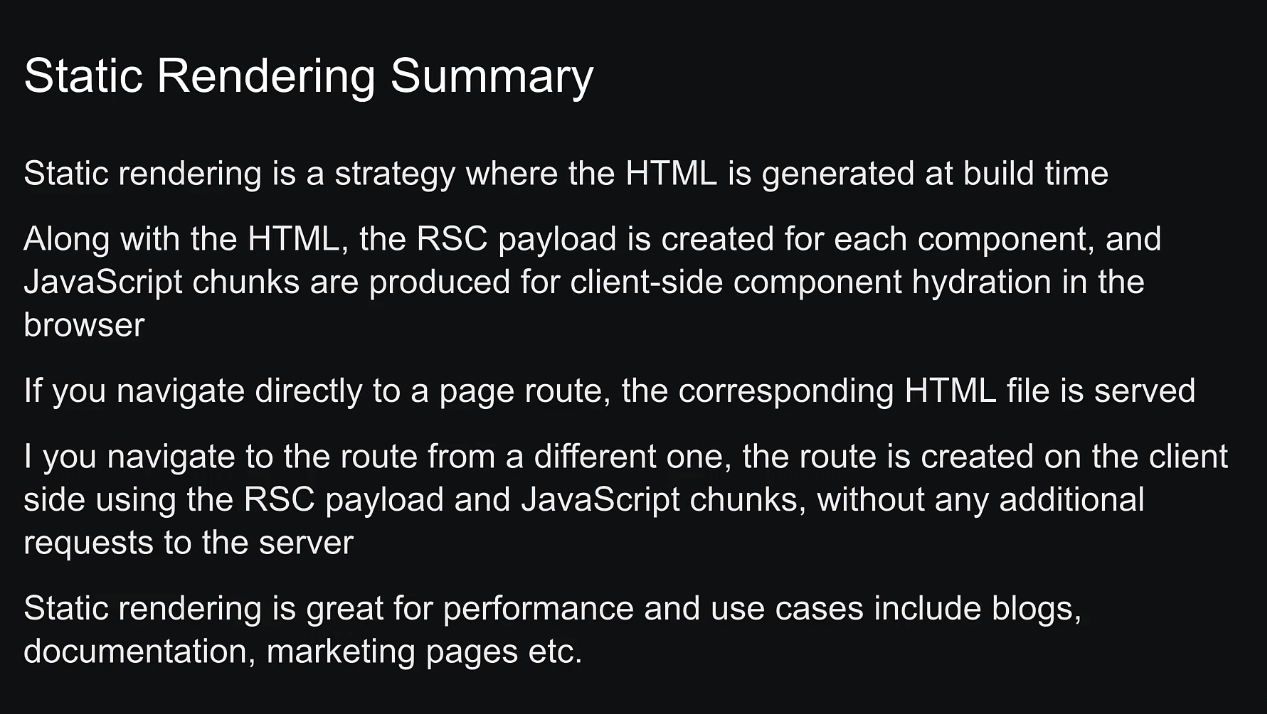 Static Rendering Summary
Static rendering is a strategy where the HTML is generated at build time
Along with the HTML, the RSC payload is created for each component, and
JavaScript chunks are produced for client-side component hydration in the
browser
If you navigate directly to a page route, the corresponding HTML file is served
I you navigate to the route from a different one, the route is created on the client
side using the RSC payload and JavaScript chunks, without any additional
requests to the server
Static rendering is great for performance and use cases include blogs,
documentation, marketing pages etc.